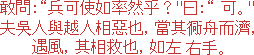 敢問:“兵可使如率然乎？"曰:“ 可。"
夫吳人與越人相惡也，當其衕舟而濟，
遇風，其相救也，如左 右手。